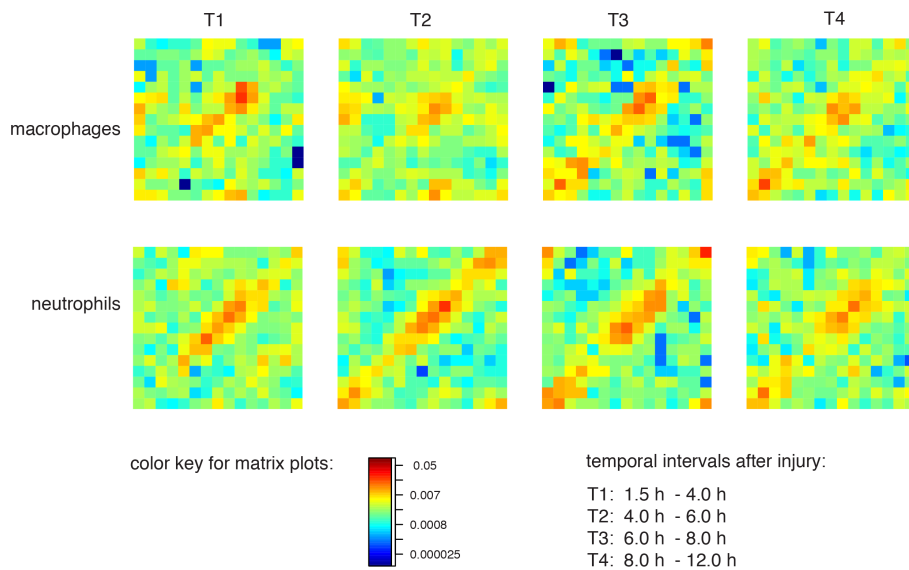 T1 T2 T3 T4
macrophages
neutrophils
color key for matrix plots:
0.05
0.007
0.0008
0.000025
temporal intervals after injury:
T1: 1.5 h - 4.0 h
T2: 4.0 h - 6.0 h
T3: 6.0 h - 8.0 h
T4: 8.0 h - 12.0 h